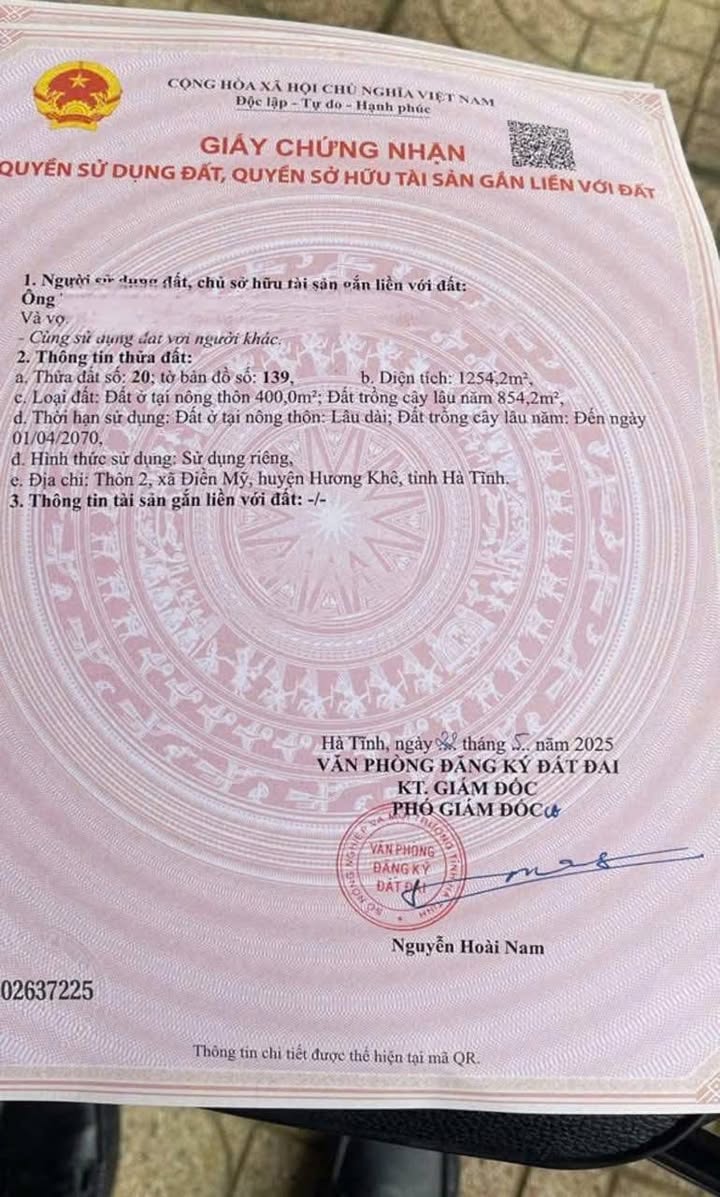 CỘNG HÒA XÃ HỘI CHỦ NGHĨA VIỆT NAM
Độc lập - Tự do - Hạnh phúc
GIẤY CHỨNG NHẬN
QUYỀN SỬ DỤNG ĐẤT, QUYỀN SỞ HỮU TÀI SẢN GẮN LIỀN VỚI ĐẤT
1. Người sử dụng đất, chủ sở hữu tài sản gắn liền với đất:
Ông
Và vợ
- Cùng sử dụng đất với người khác.
2. Thông tin thửa đất:
a. Thửa đất số: 20; tờ bản đồ số: 139, b. Diện tích: 1254,2m²,
c. Loại đất: Đất ở tại nông thôn 400,0m²; Đất trồng cây lâu năm 854,2m²,
d. Thời hạn sử dụng: Đất ở tại nông thôn: Lâu dài; Đất trồng cây lâu năm: Đến ngày
01/04/2070,
đ. Hình thức sử dụng: Sử dụng riêng,
e. Địa chỉ: Thôn 2, xã Điền Mỹ, huyện Hương Khê, tỉnh Hà Tĩnh.
3. Thông tin tài sản gắn liền với đất: -/-
Hà Tĩnh, ngày tháng 5.. năm 2025
VĂN PHÒNG ĐĂNG KÝ ĐẤT ĐAI
KT. GIÁM ĐỐC
PHÓ GIÁM ĐỐC
VĂN PHÒNG
ĐĂNG KÝ
ĐẤT ĐAI
Nguyễn Hoài Nam
02637225
Thông tin chi tiết được thể hiện tại mã QR.